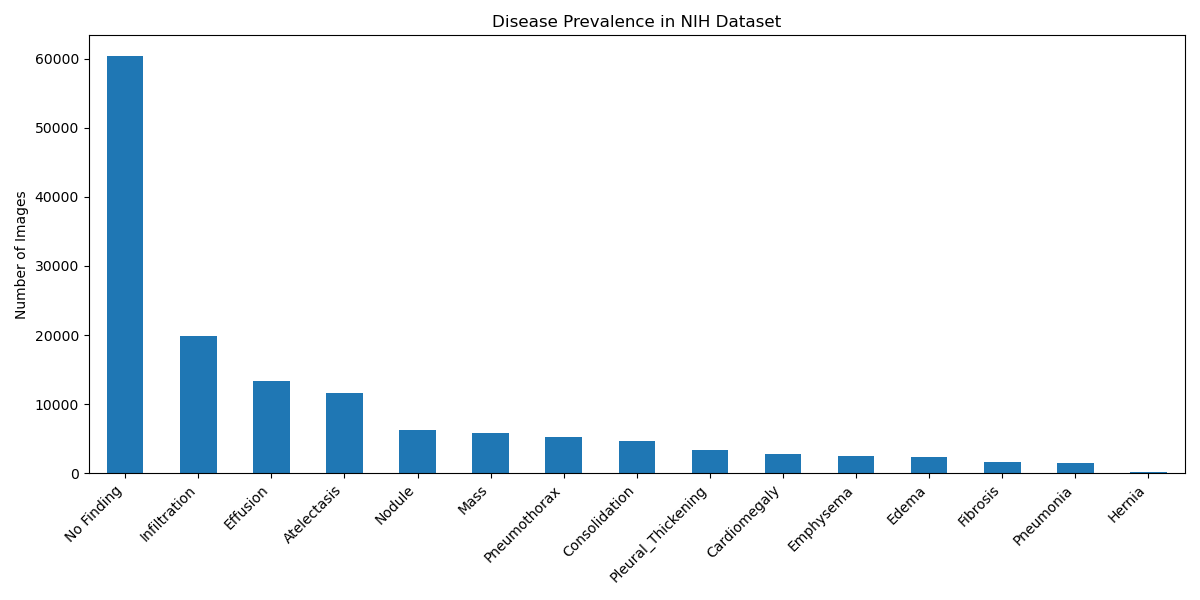 Disease Prevalence in NIH Dataset
Number of Images
60000
50000
40000
30000
20000
10000
0
No Finding
Infiltration
Effusion
Atelectasis
Nodule
Mass
Pneumothorax
Consolidation
Pleural_Thickening
Cardiomegaly
Emphysema
Edema
Fibrosis
Pneumonia
Hernia